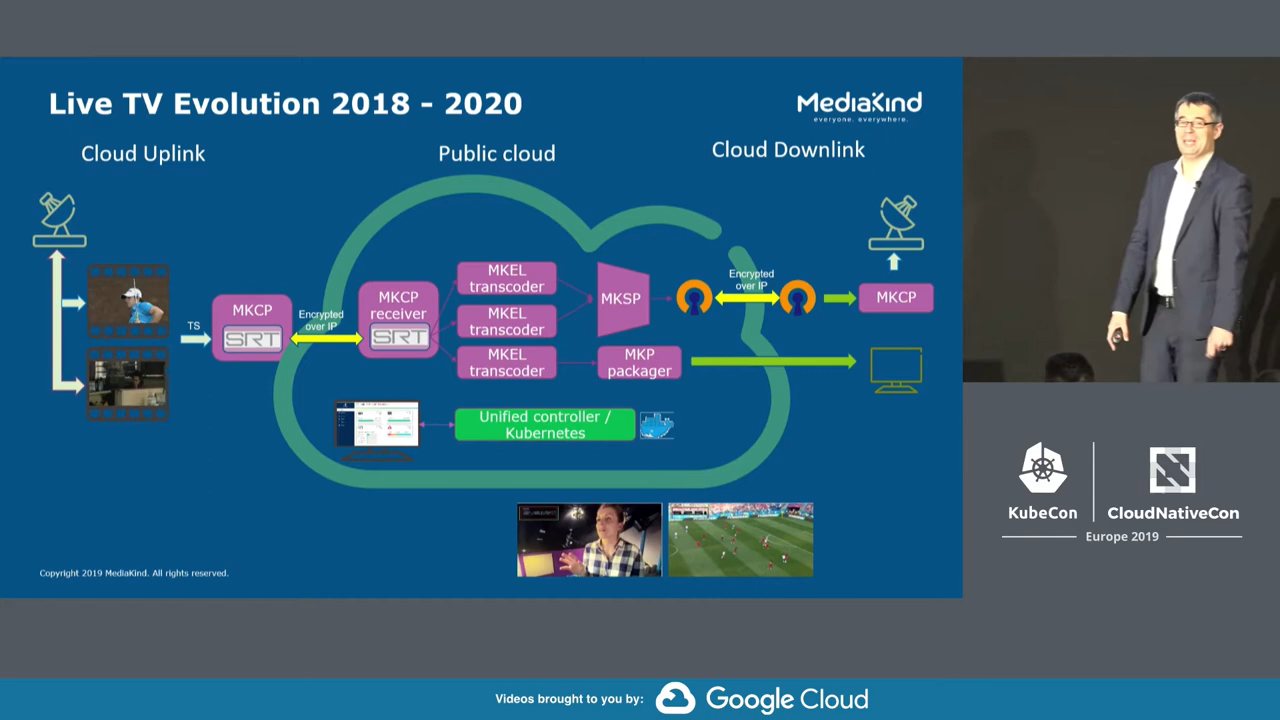 Live TV Evolution 2018 - 2020
MediaKind
everyone. everywhere.
Cloud Uplink
Public cloud
Cloud Downlink
TS
MKCP
SRT
Encrypted
over IP
MKCP
receiver
SRT
MKEL
transcoder
MKEL
transcoder
MKEL
transcoder
MKSP
MKP
packager
Encrypted
over IP
MKCP
Unified controller /
Kubernetes
Copyright 2019 MediaKind. All rights reserved.
KubeCon
CloudNativeCon
Europe 2019
Videos brought to you by:
Google Cloud